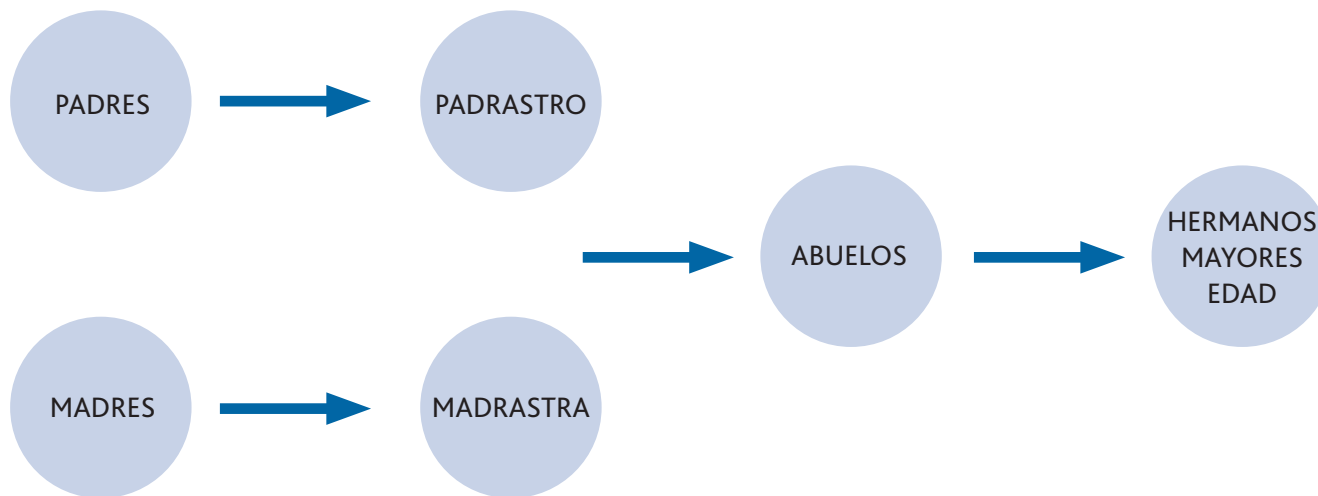 PADRES
PADRASTRO
ABUELOS
HERMANOS
MAYORES
EDAD
MADRES
MADRASTRA